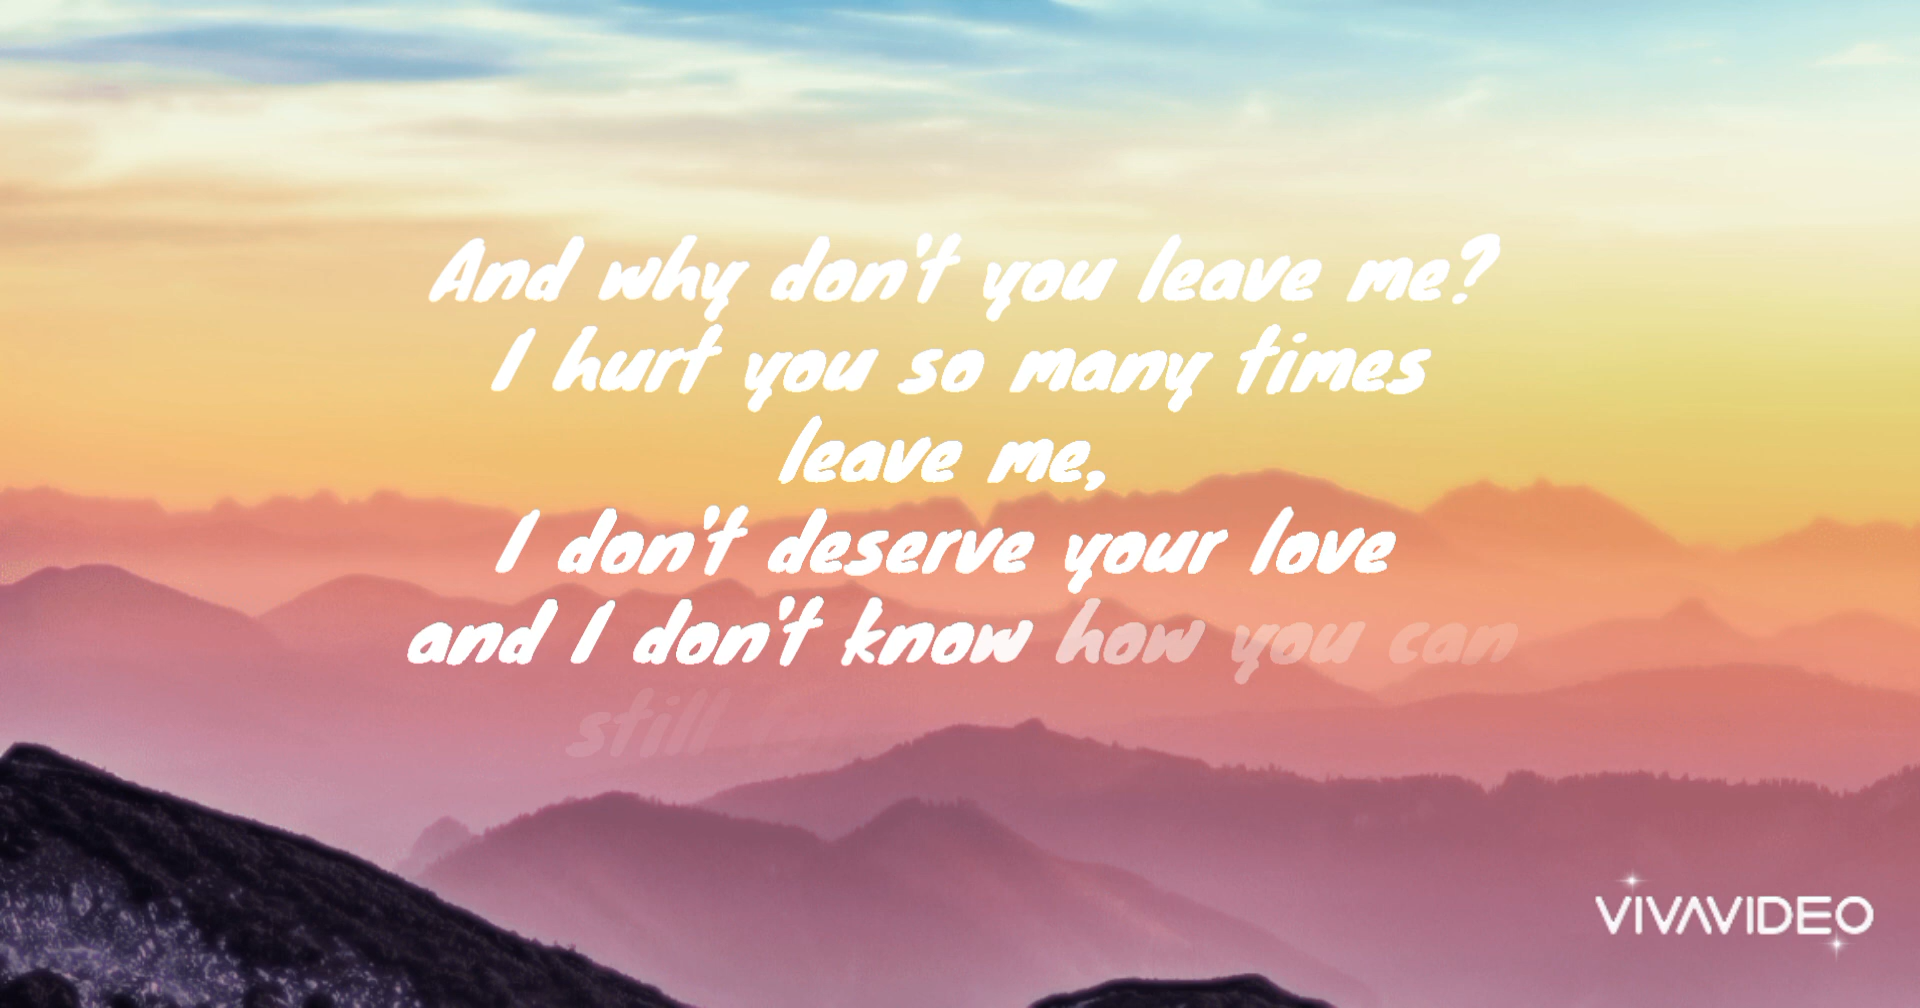 And why don't you leave me?
I hurt you so many times
leave me,
I don't deserve your love
and I don't know how you can
still
VIVAVIDEO